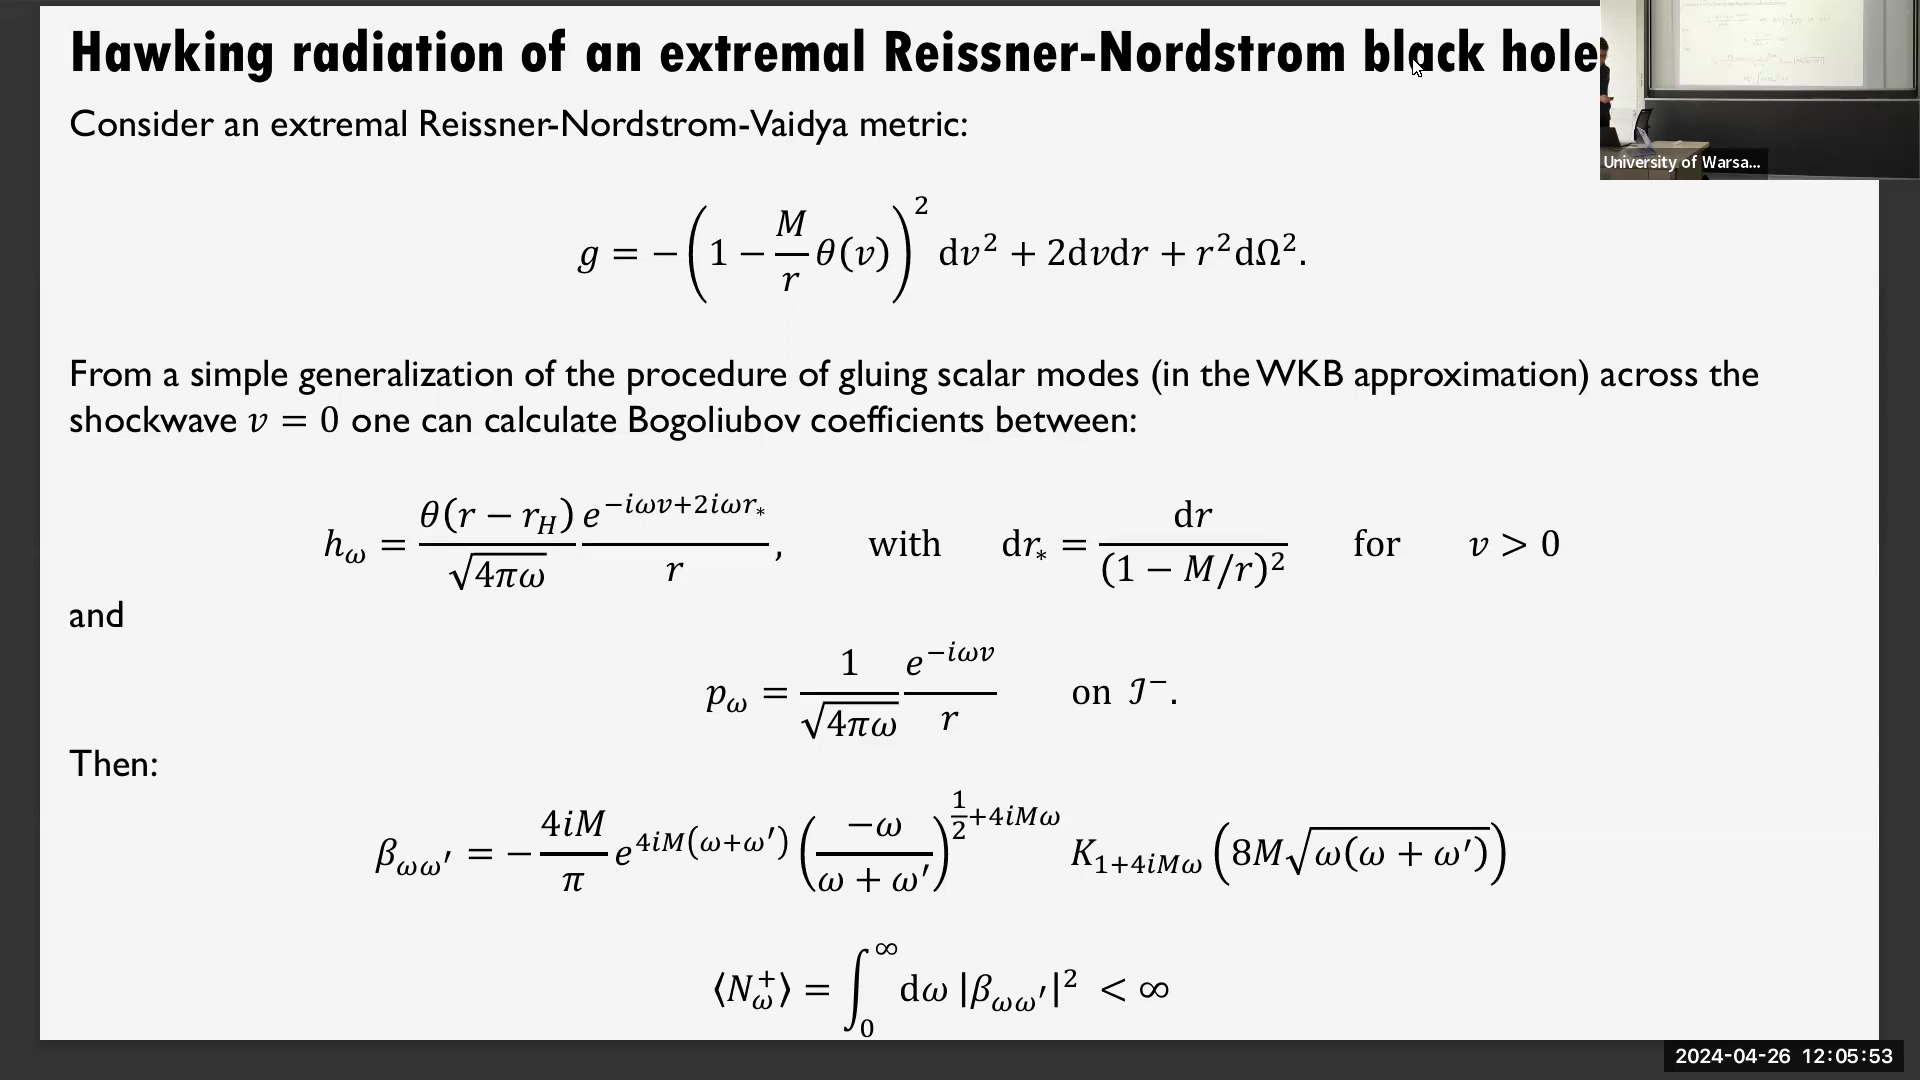 Hawking radiation of an extremal Reissner-Nordstrom black hole
Consider an extremal Reissner-Nordstrom-Vaidya metric:
University of Warsa...
g = −(1 − M/r θ(v))² dv² + 2dvdr + r²dΩ².
From a simple generalization of the procedure of gluing scalar modes (in the WKB approximation) across the
shockwave v = 0 one can calculate Bogoliubov coefficients between:
h_ω = θ(r − r_H)/√(4πω) e^{−iωv+2iωr_*}/r, with dr_* = dr/(1 − M/r)² for v > 0
and
p_ω = 1/√(4πω) e^{−iωv}/r on ℐ⁻.
Then:
β_{ωω′} = − 4iM/π e^{4iM(ω+ω′)} (−ω/(ω + ω′))^{1/2+4iMω} K_{1+4iMω}(8M√(ω(ω + ω′)))
⟨N_ω^+⟩ = ∫_0^∞ dω |β_{ωω′}|² < ∞
2024-04-26 12:05:53